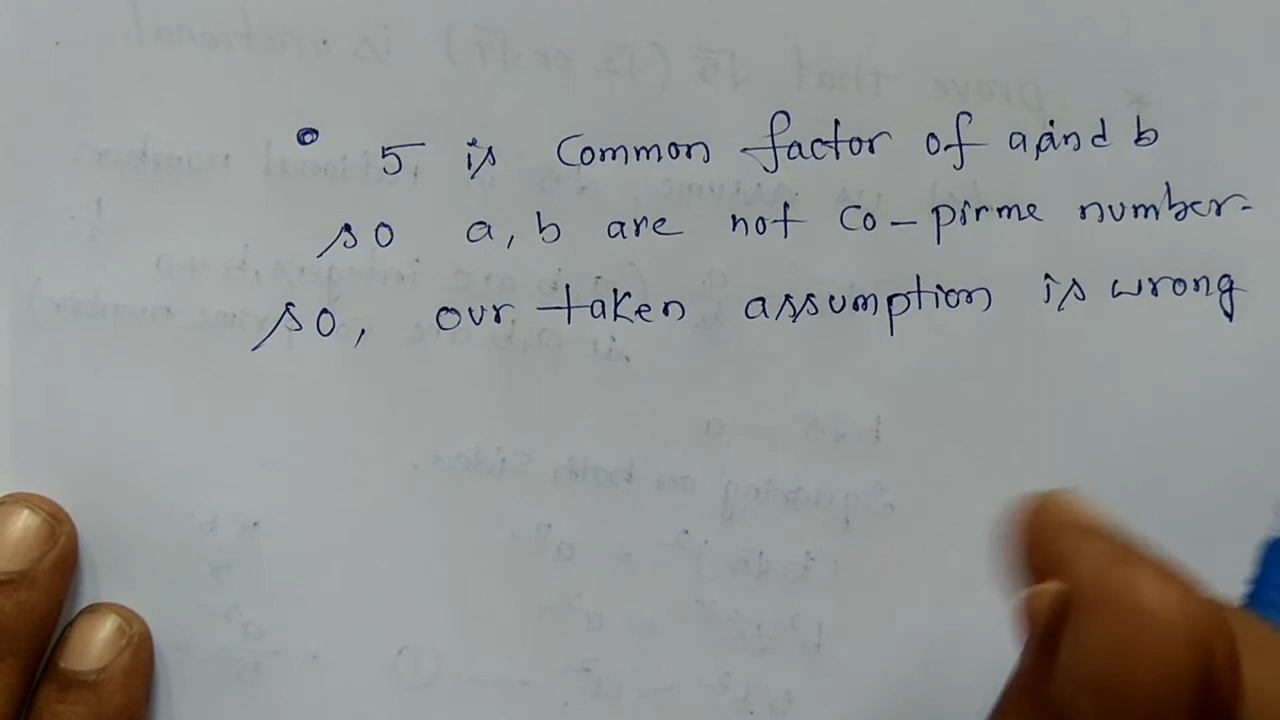 5 is common factor of a, and b
so a, b are not co-pirme number-
so, our taken assumption is wrong